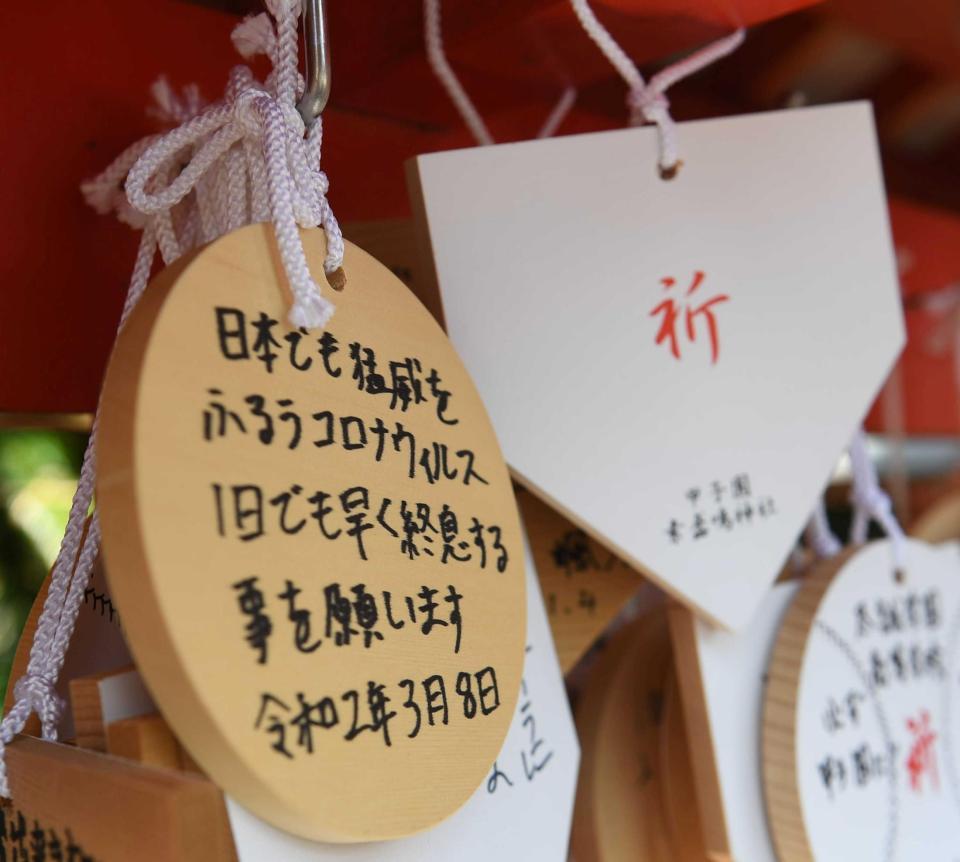 日本でも猛威を
ふるうコロナウィルス
1日でも早く終息する
事を願います
令和2年3月8日
祈
甲子園
素盞嗚神社
祈